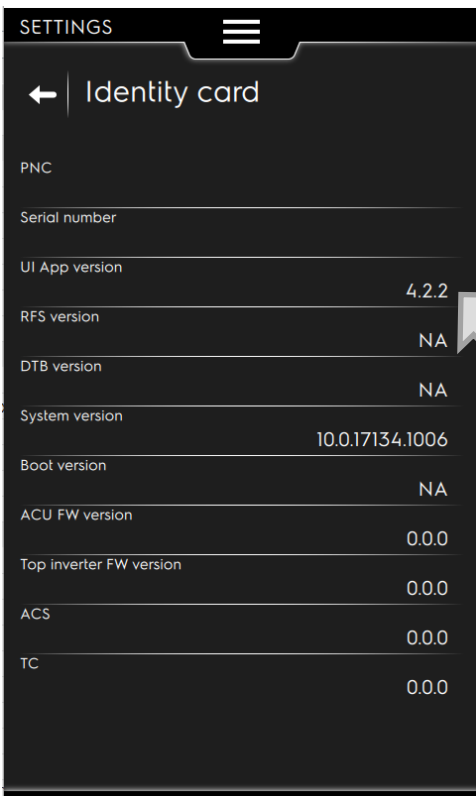 SETTINGS
Identity card
PNC
Serial number
UI App version
4.2.2
RFS version
NA
DTB version
NA
System version
10.0.17134.1006
Boot version
NA
ACU FW version
0.0.0
Top inverter FW version
0.0.0
ACS
0.0.0
TC
0.0.0